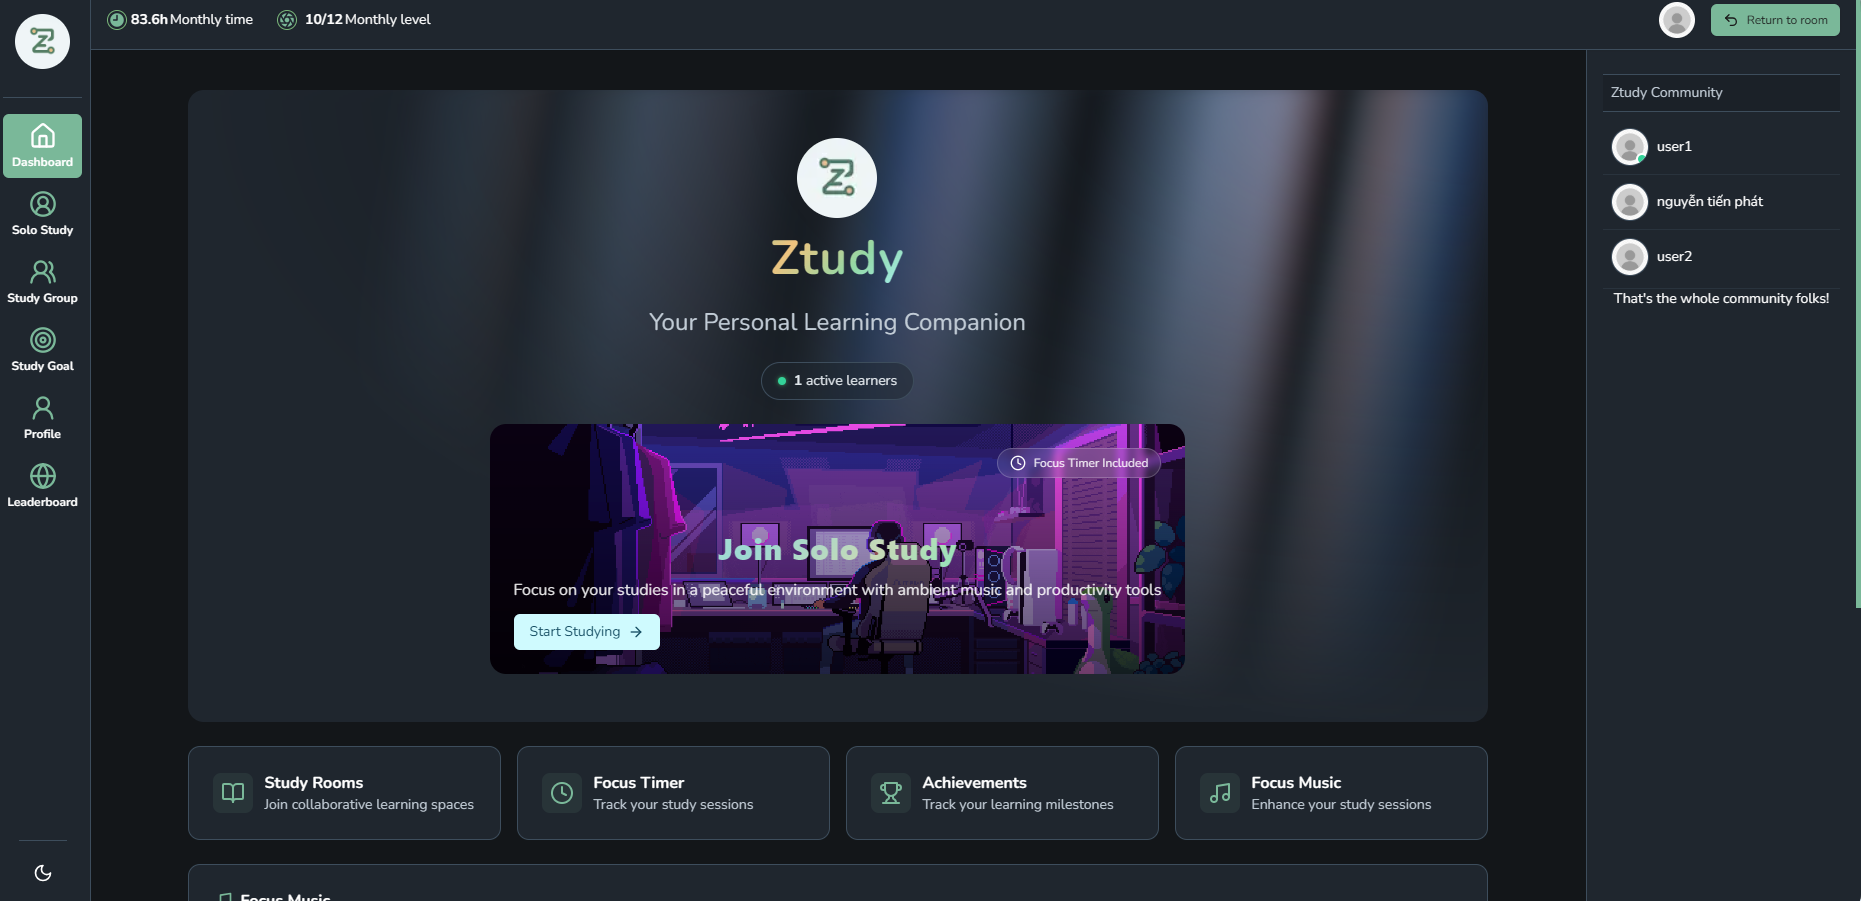 83.6h Monthly time
10/12 Monthly level
Return to room
Dashboard
Solo Study
Study Group
Study Goal
Profile
Leaderboard
Ztudy
Your Personal Learning Companion
1 active learners
Focus Timer Included
Join Solo Study
Focus on your studies in a peaceful environment with ambient music and productivity tools
Start Studying
Study Rooms
Join collaborative learning spaces
Focus Timer
Track your study sessions
Achievements
Track your learning milestones
Focus Music
Enhance your study sessions
Focus Music
Ztudy Community
user1
nguyễn tiến phát
user2
That's the whole community folks!